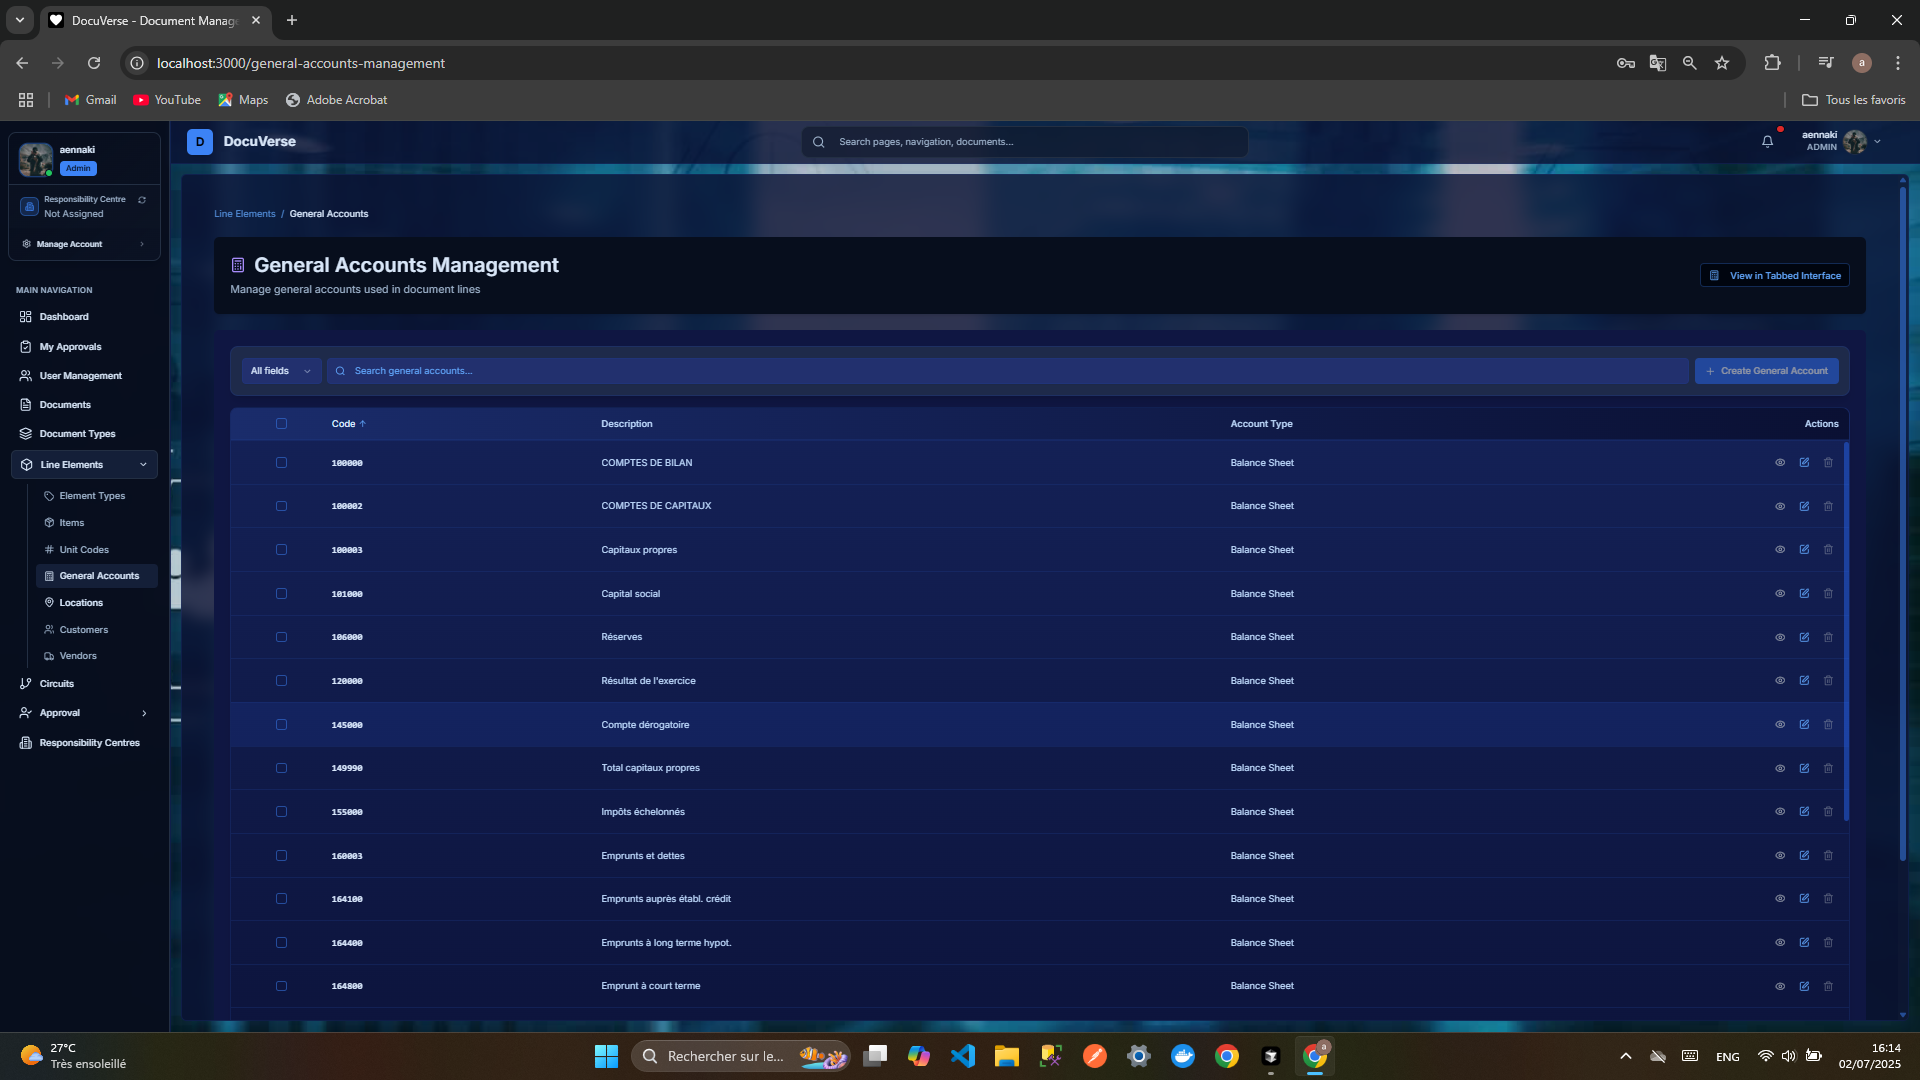 DocuVerse - Document Manag
localhost:3000/general-accounts-management
a
Gmail
YouTube
Maps
Adobe Acrobat
Tous les favoris
aennaki
Admin
Responsibility Centre
Not Assigned
Manage Account
MAIN NAVIGATION
Dashboard
My Approvals
User Management
Documents
Document Types
Line Elements
Element Types
Items
Unit Codes
General Accounts
Locations
Customers
Vendors
Circuits
Approval
Responsibility Centres
D DocuVerse
Search pages, navigation, documents...
aennaki
ADMIN
Line Elements / General Accounts
General Accounts Management
Manage general accounts used in document lines
View in Tabbed Interface
All fields
Search general accounts...
+ Create General Account
Code ↑ Description Account Type Actions
100000 COMPTES DE BILAN Balance Sheet
100002 COMPTES DE CAPITAUX Balance Sheet
100003 Capitaux propres Balance Sheet
101000 Capital social Balance Sheet
106000 Réserves Balance Sheet
120000 Résultat de l'exercice Balance Sheet
145000 Compte dérogatoire Balance Sheet
149990 Total capitaux propres Balance Sheet
155000 Impôts échelonnés Balance Sheet
160003 Emprunts et dettes Balance Sheet
164100 Emprunts auprès établ. crédit Balance Sheet
164400 Emprunts à long terme hypot. Balance Sheet
164800 Emprunt à court terme Balance Sheet
27°C
Très ensoleillé
Rechercher sur le...
a
ENG
16:14
02/07/2025